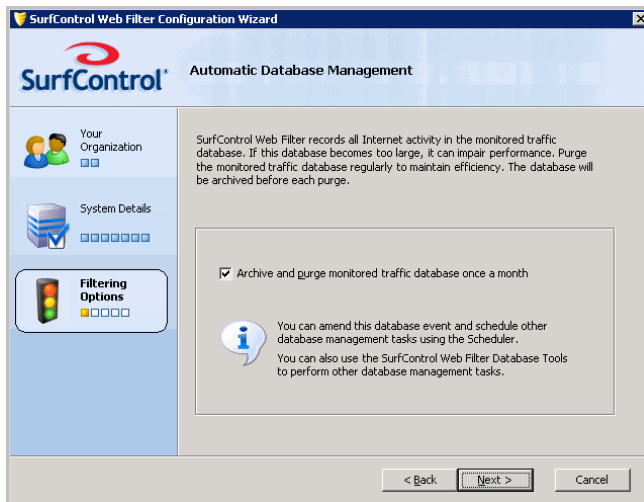 SurfControl Web Filter Configuration Wizard
SurfControl
Automatic Database Management
Your
Organization
System Details
Filtering
Options
SurfControl Web Filter records all Internet activity in the monitored traffic
database. If this database becomes too large, it can impair performance. Purge
the monitored traffic database regularly to maintain efficiency. The database will
be archived before each purge.
Archive and purge monitored traffic database once a month
You can amend this database event and schedule other
database management tasks using the Scheduler.
You can also use the SurfControl Web Filter Database Tools
to perform other database management tasks.
< Back
Next >
Cancel